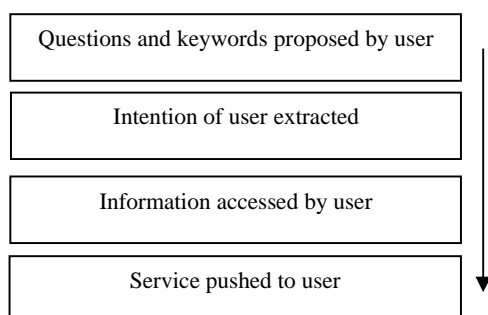 Questions and keywords proposed by user
Intention of user extracted
Information accessed by user
Service pushed to user